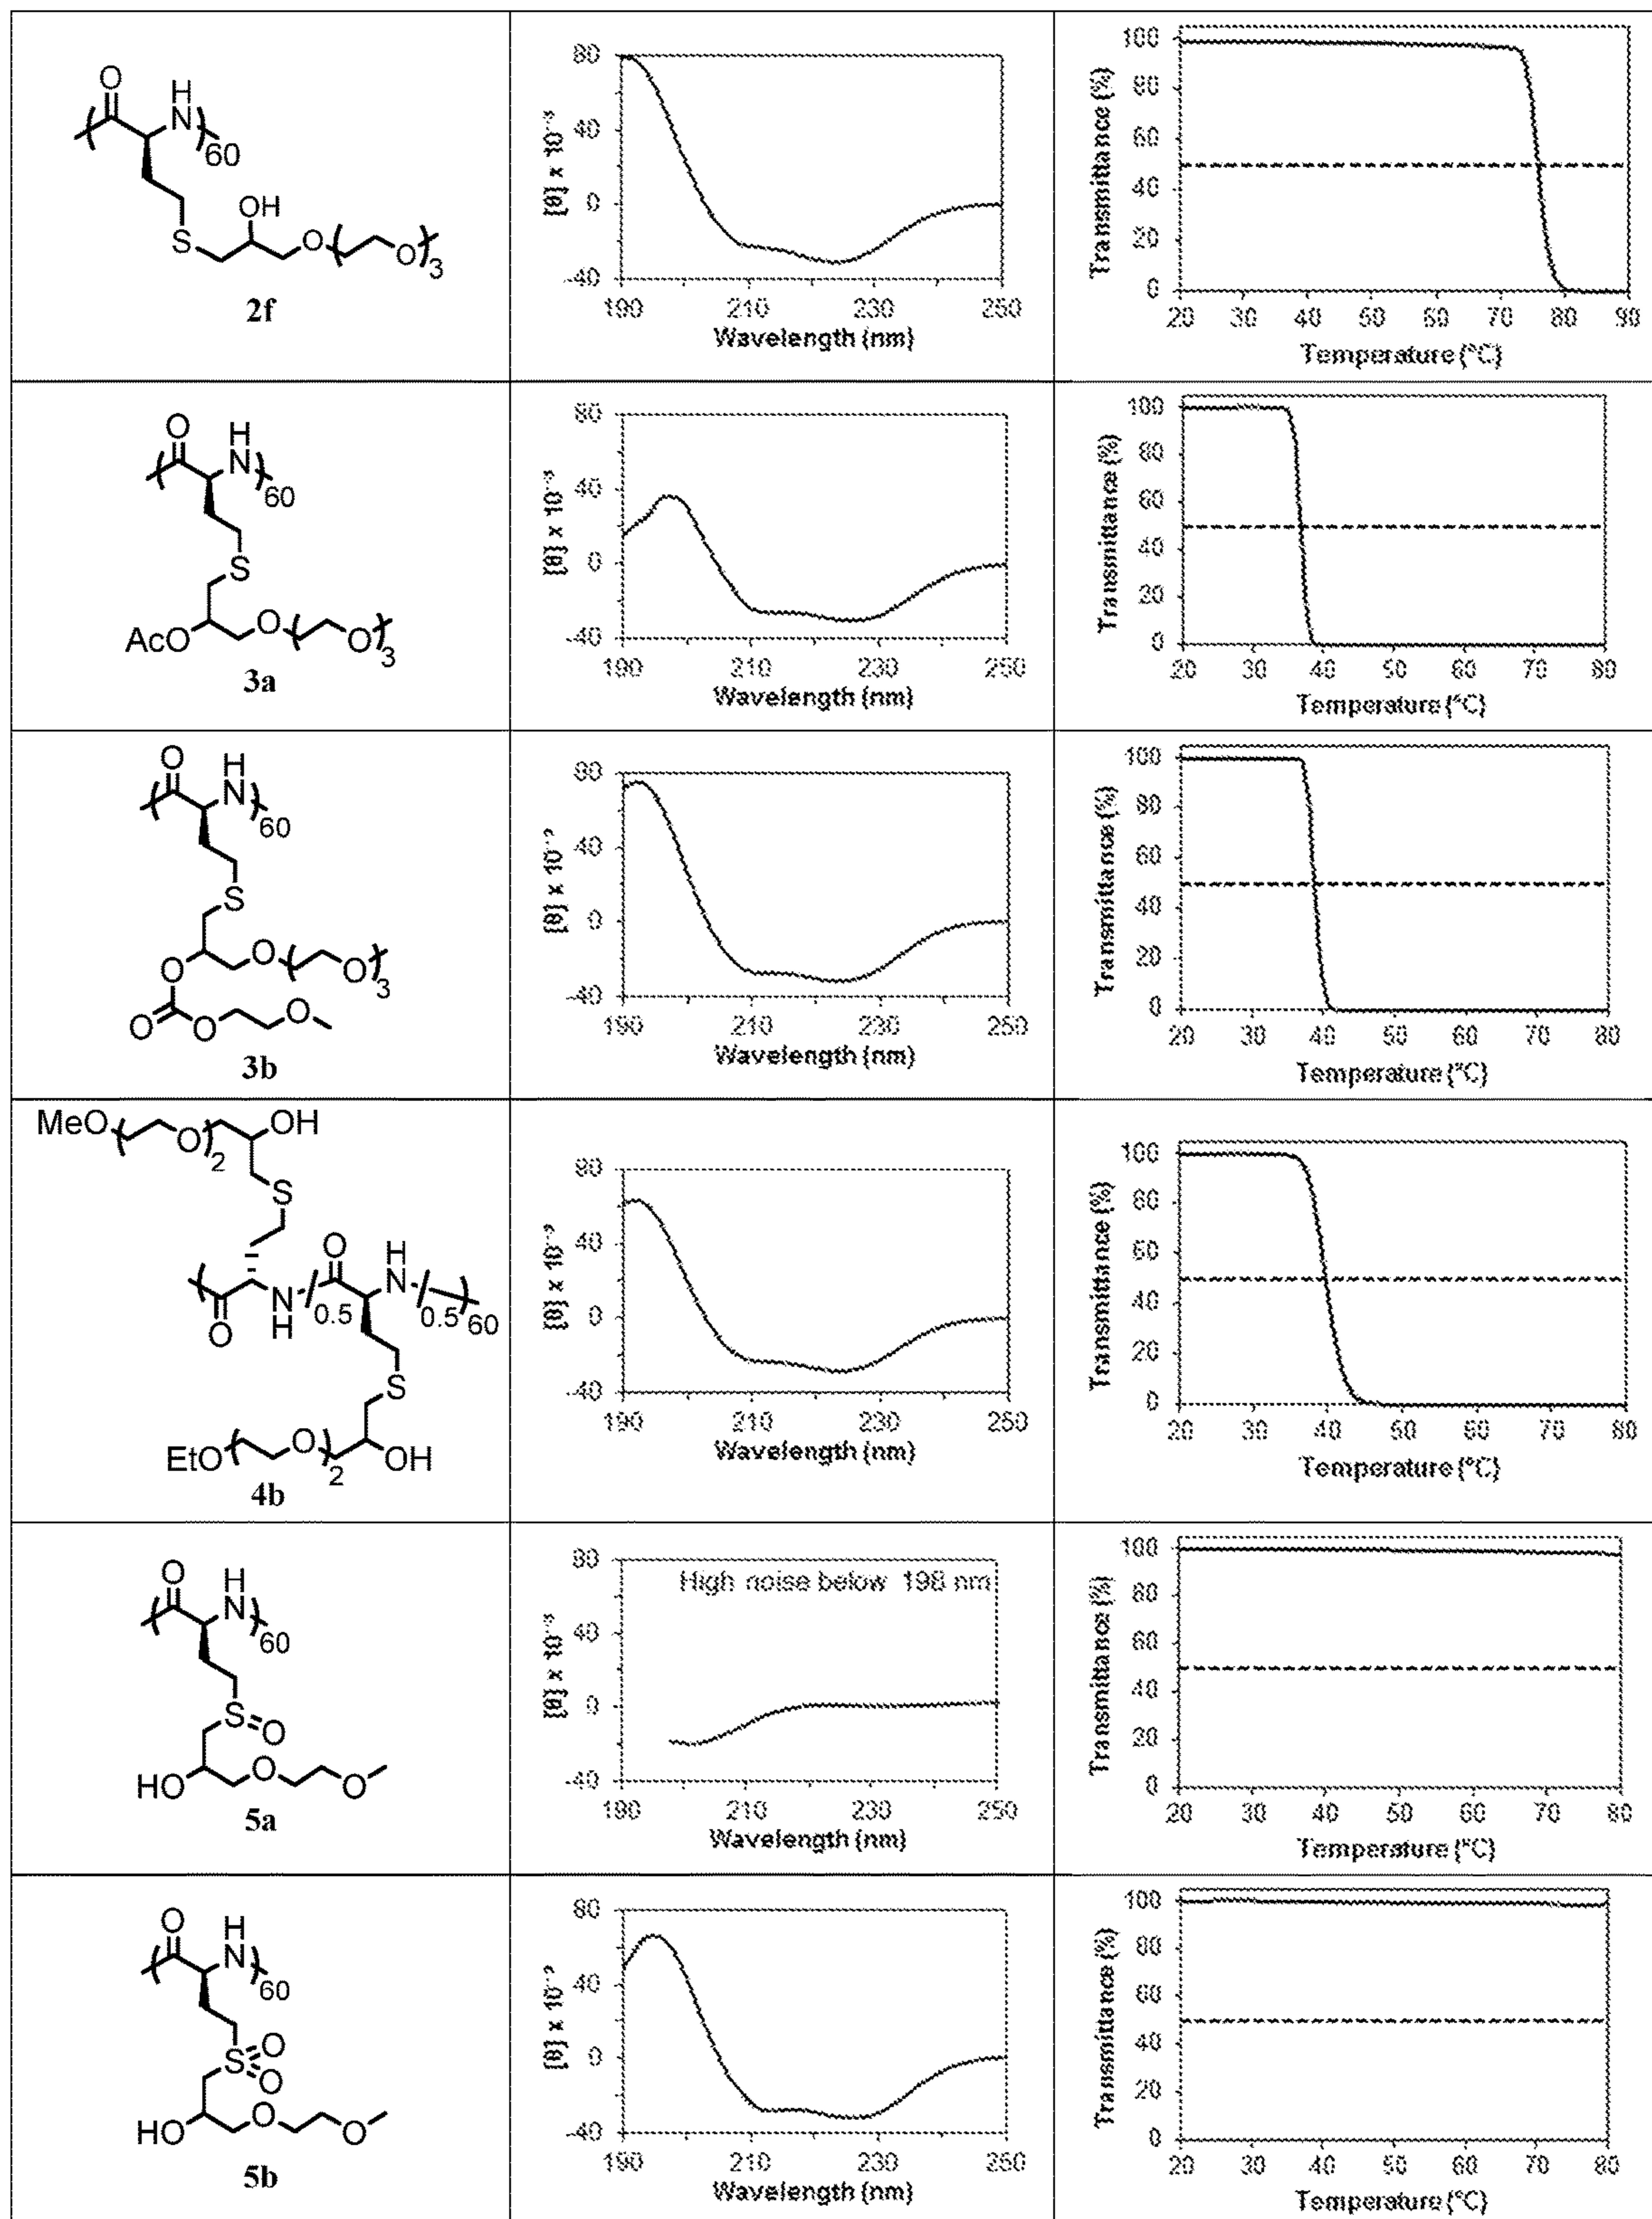 O
H
N
60
OH
S
O
O
3
2f
80
40
0
-40
[θ] x 10⁻³
190
210
230
250
Wavelength (nm)
100
80
60
40
20
0
Transmittance (%)
20 30 40 50 60 70 80 90
Temperature (°C)
O
H
N
60
S
AcO
O
O
3
3a
80
40
0
-40
[θ] x 10⁻³
190
210
230
250
Wavelength (nm)
100
80
60
40
20
0
Transmittance (%)
20 30 40 50 60 70 80
Temperature (°C)
O
H
N
60
S
O
O
O
3
O
O
O
3b
80
40
0
-40
[θ] x 10⁻³
190
210
230
250
Wavelength (nm)
100
80
60
40
20
0
Transmittance (%)
20 30 40 50 60 70 80
Temperature (°C)
MeO
O
2
OH
S
O
H
N
O
N
H
0.5
0.5
60
S
EtO
O
2
OH
4b
80
40
0
-40
[θ] x 10⁻³
190
210
230
250
Wavelength (nm)
100
80
60
40
20
0
Transmittance (%)
20 30 40 50 60 70 80
Temperature (°C)
O
H
N
60
S
O
HO
O
O
5a
80
40
0
-40
[θ] x 10⁻³
High noise below 198 nm
190
210
230
250
Wavelength (nm)
100
80
60
40
20
0
Transmittance (%)
20 30 40 50 60 70 80
Temperature (°C)
O
H
N
60
S
O
O
HO
O
O
5b
80
40
0
-40
[θ] x 10⁻³
190
210
230
250
Wavelength (nm)
100
80
60
40
20
0
Transmittance (%)
20 30 40 50 60 70 80
Temperature (°C)